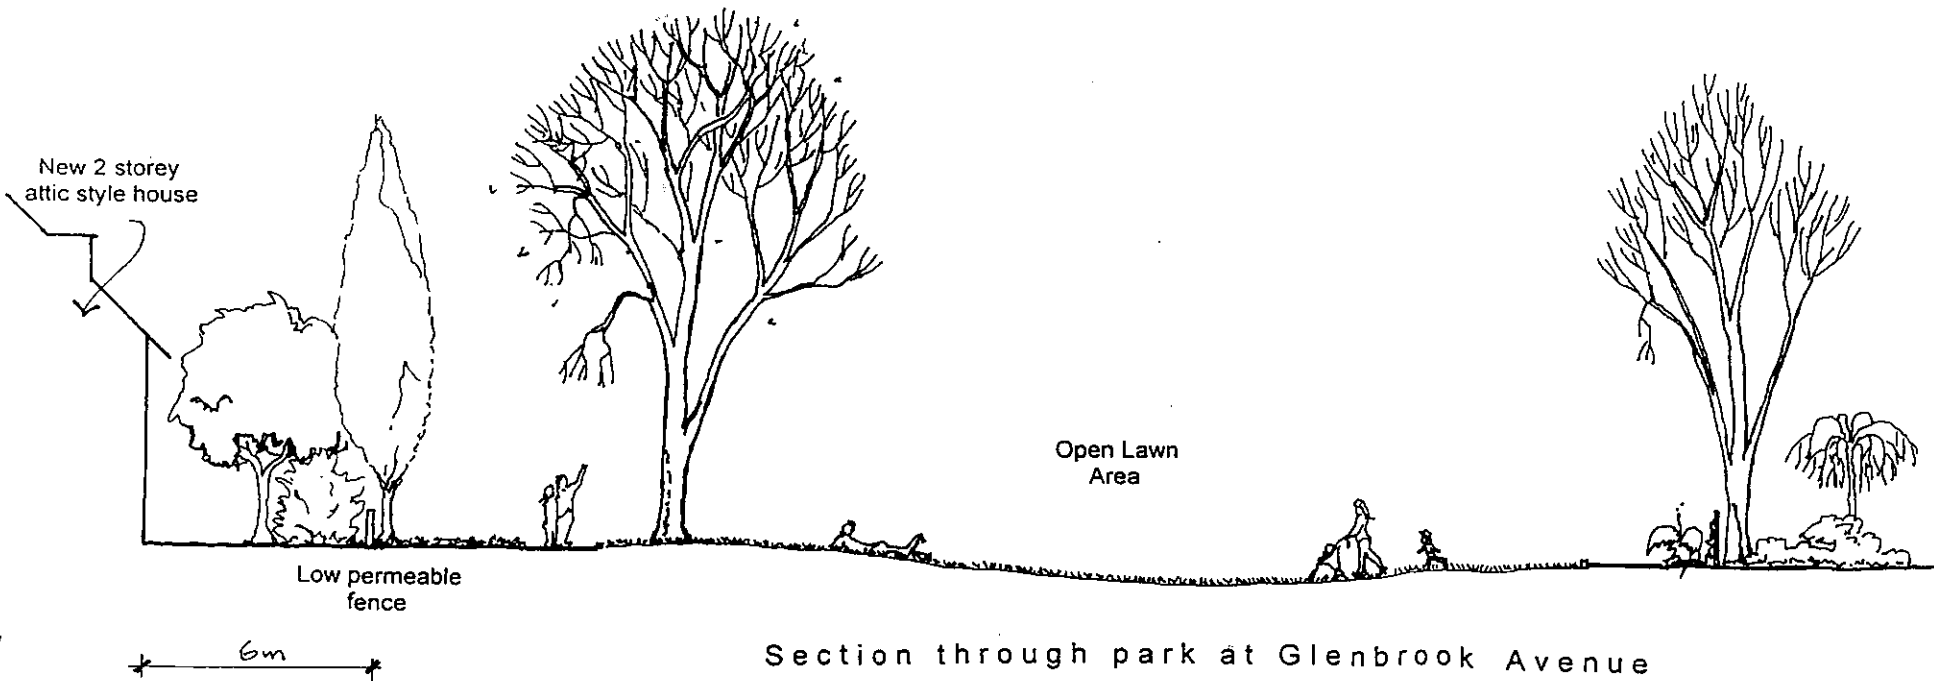 New 2 storey
attic style house
Open Lawn
Area
Low permeable
fence
6m
Section through park at Glenbrook Avenue